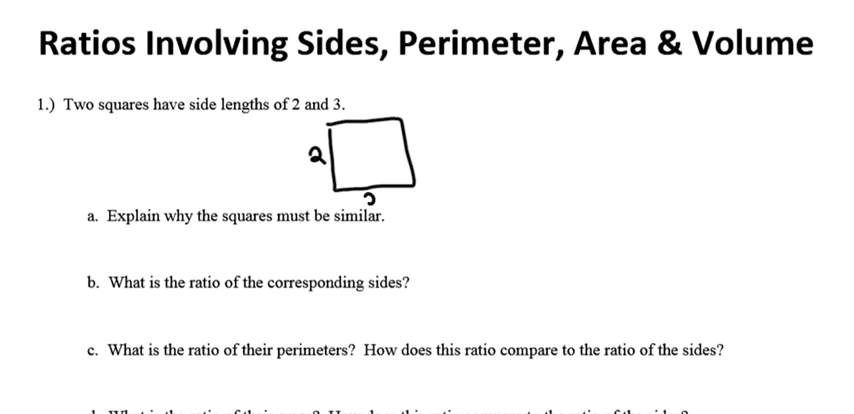 Ratios Involving Sides, Perimeter, Area & Volume
1.) Two squares have side lengths of 2 and 3.
2
a. Explain why the squares must be similar.
b. What is the ratio of the corresponding sides?
c. What is the ratio of their perimeters? How does this ratio compare to the ratio of the sides?